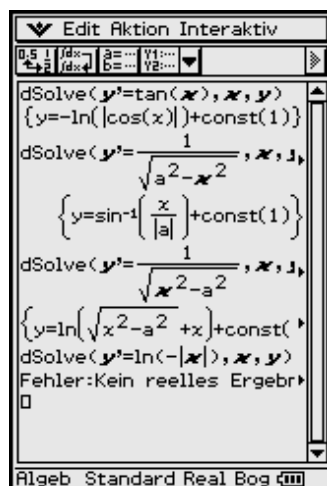 Edit Aktion Interaktiv
dSolve(y'=tan(x),x,y)
{y=-ln(|cos(x)|)+const(1)}
dSolve(y'=1/√(a²-x²),x,
{y=sin⁻¹(x/|a|)+const(1)}
dSolve(y'=1/√(x²-a²),x,
{y=ln(√(x²-a²)+x)+const(
dSolve(y'=ln(-|x|),x,y)
Fehler:Kein reelles Ergebr
Algeb Standard Real Bog